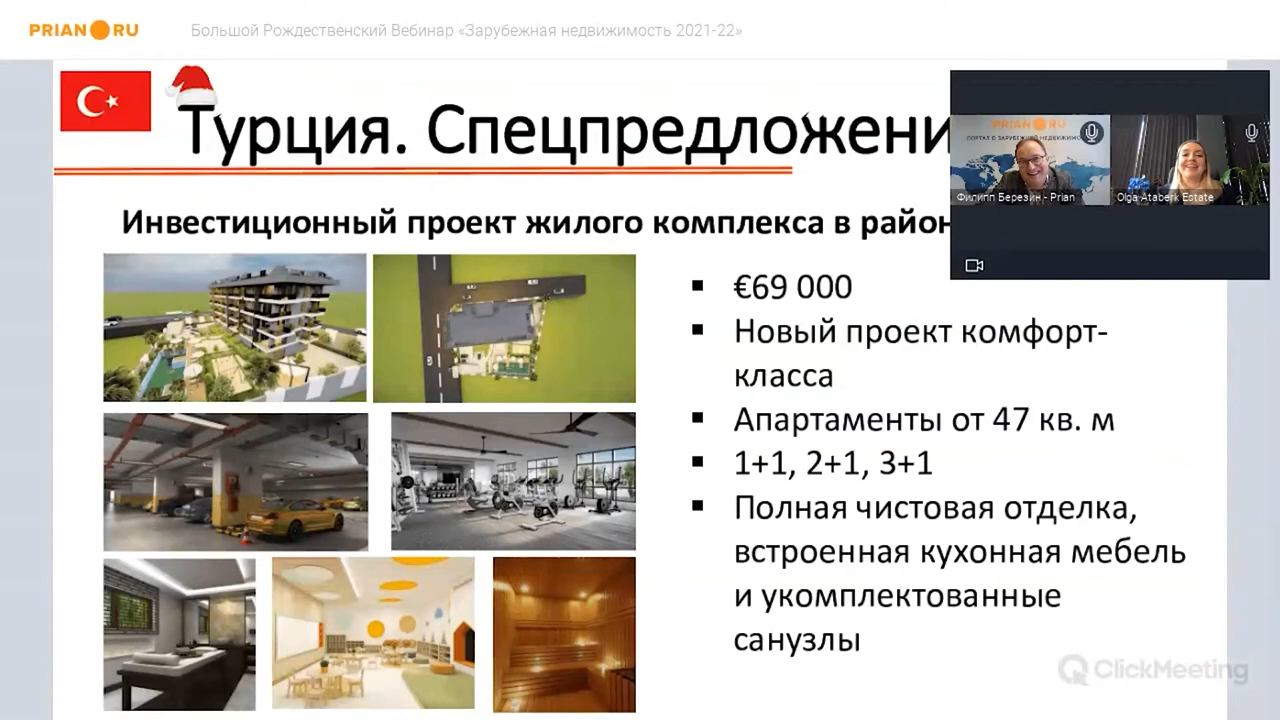 PRIAN RU
Большой Рождественский Вебинар «Зарубежная недвижимость 2021-22»
Турция. Спецпредложени
Инвестиционный проект жилого комплекса в район
PRIAN RU
Филипп Березин - Prian
Olga Ataberk Estate
▪ €69 000
▪ Новый проект комфорт-
класса
▪ Апартаменты от 47 кв. м
▪ 1+1, 2+1, 3+1
▪ Полная чистовая отделка,
встроенная кухонная мебель
и укомплектованные
санузлы
ClickMeeting